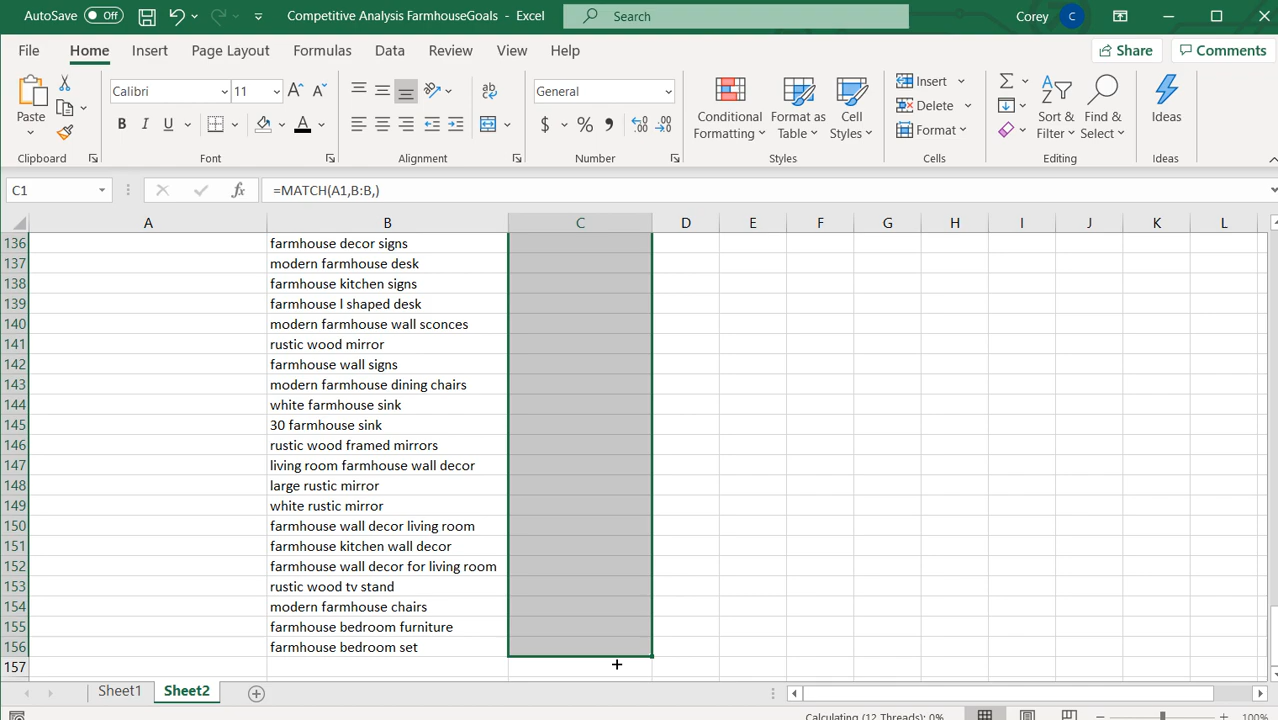 AutoSave Off Competitive Analysis FarmhouseGoals - Excel Search Corey C
File Home Insert Page Layout Formulas Data Review View Help Share Comments
Paste Calibri 11 B I U General $ % Conditional Formatting Format as Table Cell Styles Insert Delete Format Sort & Filter Find & Select Ideas
Clipboard Font Alignment Number Styles Cells Editing Ideas
C1 fx =MATCH(A1,B:B,)
A B C D E F G H I J K L
136 farmhouse decor signs
137 modern farmhouse desk
138 farmhouse kitchen signs
139 farmhouse l shaped desk
140 modern farmhouse wall sconces
141 rustic wood mirror
142 farmhouse wall signs
143 modern farmhouse dining chairs
144 white farmhouse sink
145 30 farmhouse sink
146 rustic wood framed mirrors
147 living room farmhouse wall decor
148 large rustic mirror
149 white rustic mirror
150 farmhouse wall decor living room
151 farmhouse kitchen wall decor
152 farmhouse wall decor for living room
153 rustic wood tv stand
154 modern farmhouse chairs
155 farmhouse bedroom furniture
156 farmhouse bedroom set
157
Sheet1 Sheet2
Calculating (12 Threads): 0% 100%